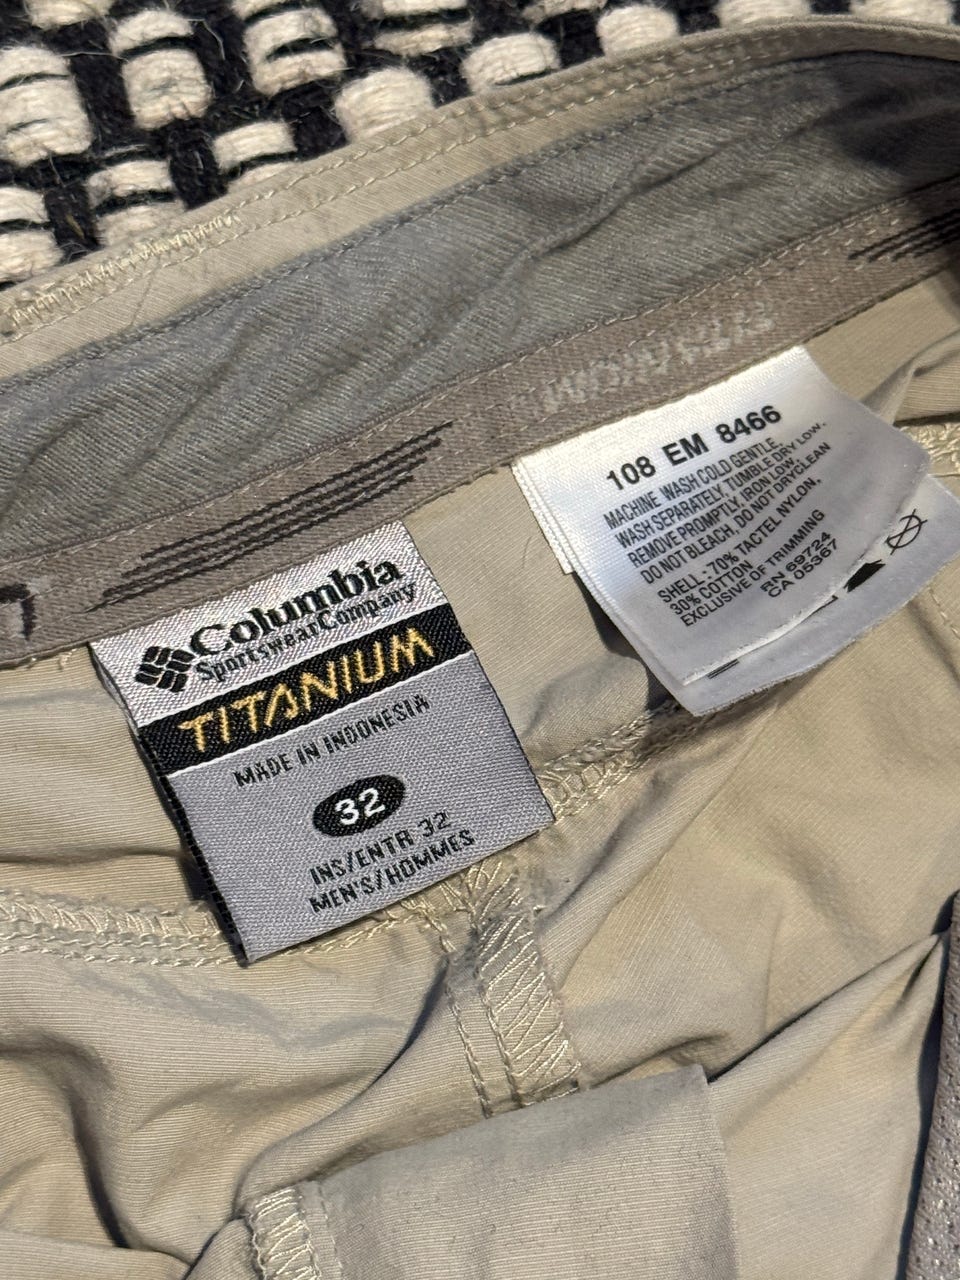 Columbia
Sportswear Company
TITANIUM
MADE IN INDONESIA
32
INS/ENTR 32
MEN'S/HOMMES
TITANIUM
108 EM 8466
MACHINE WASH COLD GENTLE,
WASH SEPARATELY, TUMBLE DRY LOW.
REMOVE PROMPTLY, IRON LOW.
DO NOT BLEACH, DO NOT DRYCLEAN
SHELL -70% TACTEL NYLON,
30% COTTON
EXCLUSIVE OF TRIMMING
RN 69724
CA 05367